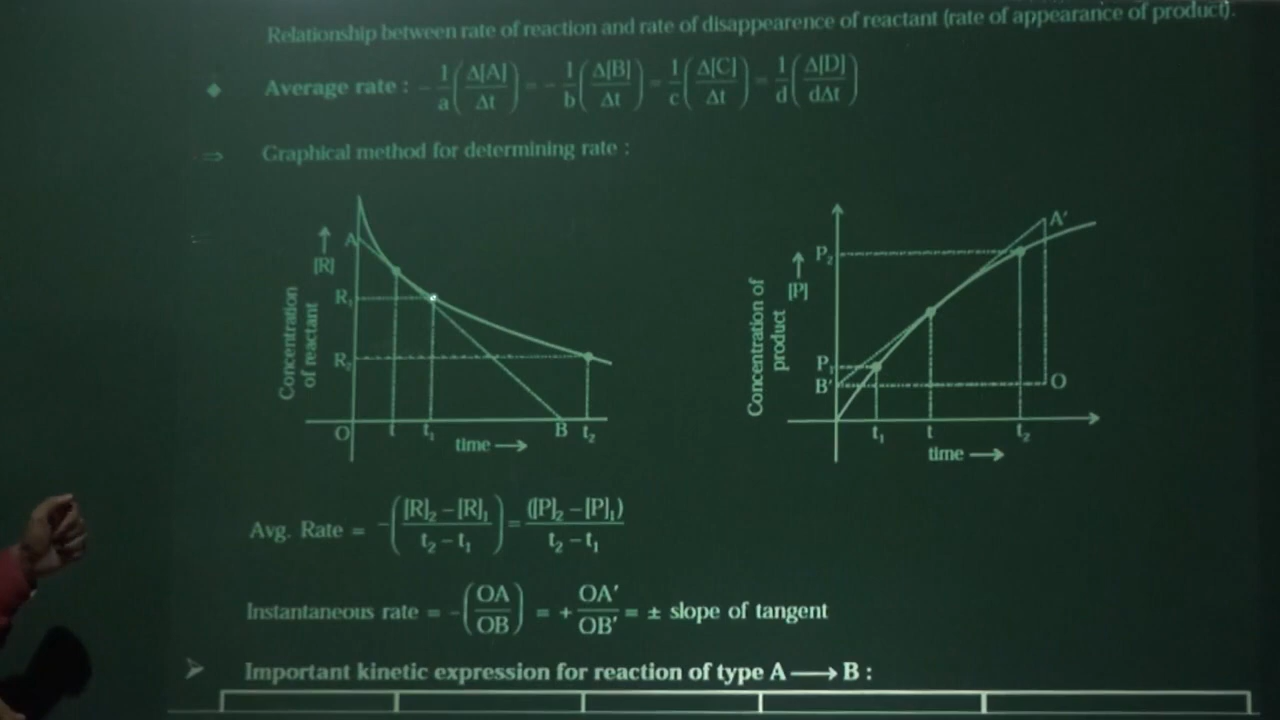 Relationship between rate of reaction and rate of disappearence of reactant (rate of appearance of product).
◆ Average rate : -1/a(Δ[A]/Δt) = -1/b(Δ[B]/Δt) = 1/c(Δ[C]/Δt) = 1/d(Δ[D]/dΔt)
⇒ Graphical method for determining rate :
Concentration of reactant
[R]
A
R₁
R₂
O t t₁ B t₂
time →
Concentration of product
[P]
P₂
P₁
B'
A'
O
t₁ t t₂
time →
Avg. Rate = -([R]₂ – [R]₁ / t₂ – t₁) = ([P]₂ – [P]₁) / t₂ – t₁
Instantaneous rate = -(OA/OB) = + OA'/OB' = ± slope of tangent
➤ Important kinetic expression for reaction of type A ⟶ B :